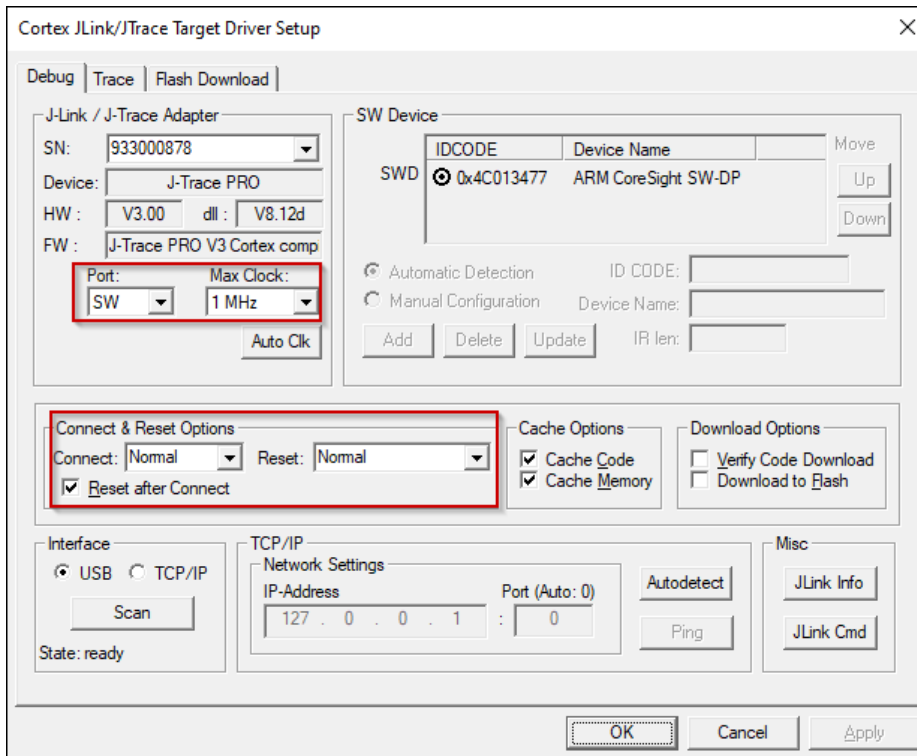 Cortex JLink/JTrace Target Driver Setup
Debug
Trace
Flash Download
J-Link / J-Trace Adapter
SN:
933000878
Device:
J-Trace PRO
HW :
V3.00
dll :
V8.12d
FW :
J-Trace PRO V3 Cortex comp
Port:
Max Clock:
SW
1 MHz
Auto Clk
SW Device
IDCODE
Device Name
SWD
0x4C013477
ARM CoreSight SW-DP
Move
Up
Down
Automatic Detection
Manual Configuration
ID CODE:
Device Name:
Add
Delete
Update
IR len:
Connect & Reset Options
Connect:
Normal
Reset:
Normal
Reset after Connect
Cache Options
Cache Code
Cache Memory
Download Options
Verify Code Download
Download to Flash
Interface
USB
TCP/IP
Scan
State: ready
TCP/IP
Network Settings
IP-Address
Port (Auto: 0)
127 . 0 . 0 . 1
:
0
Autodetect
Ping
Misc
JLink Info
JLink Cmd
OK
Cancel
Apply